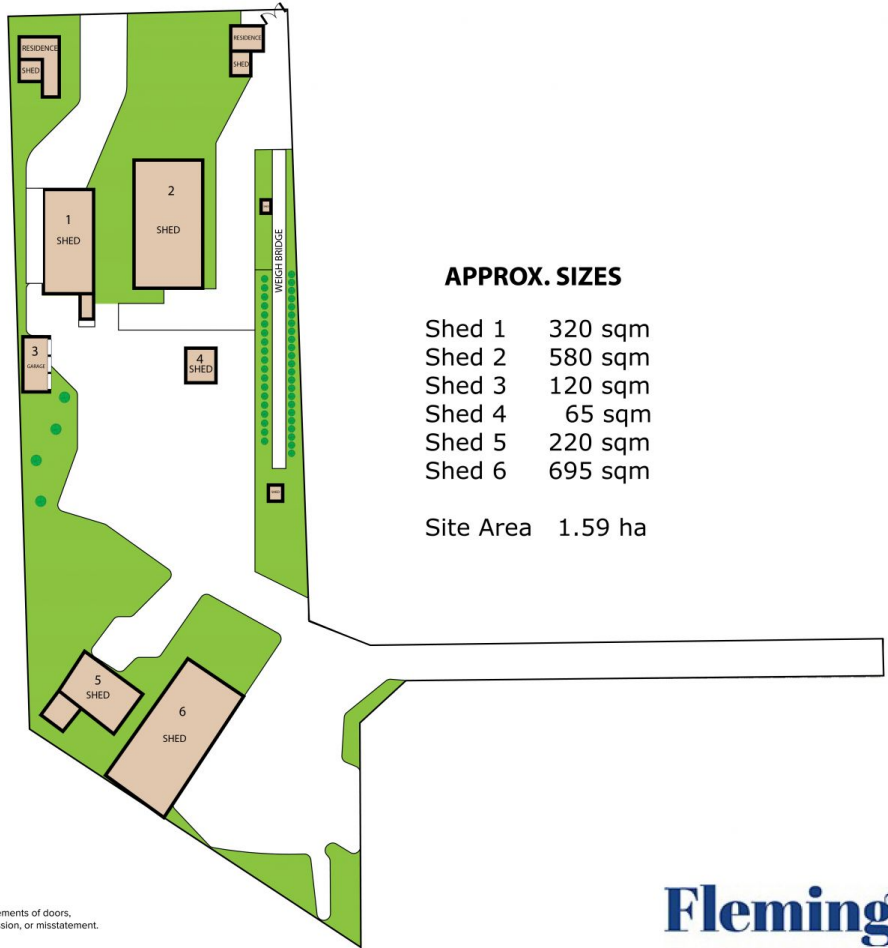 RESIDENCE
SHED
RESIDENCE
SHED
1
SHED
2
SHED
WEIGH BRIDGE
3
GARAGE
4
SHED
5
SHED
6
SHED
APPROX. SIZES
Shed 1 320 sqm
Shed 2 580 sqm
Shed 3 120 sqm
Shed 4 65 sqm
Shed 5 220 sqm
Shed 6 695 sqm
Site Area 1.59 ha
ements of doors,
ssion, or misstatement.
Fleming